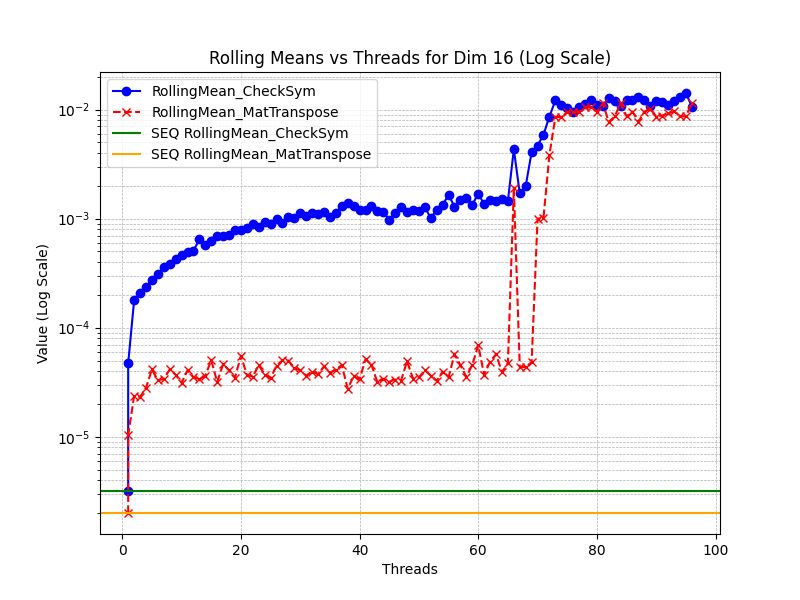 Rolling Means vs Threads for Dim 16 (Log Scale)
RollingMean_CheckSym
RollingMean_MatTranspose
SEQ RollingMean_CheckSym
SEQ RollingMean_MatTranspose
Value (Log Scale)
10⁻²
10⁻³
10⁻⁴
10⁻⁵
0 20 40 60 80 100
Threads